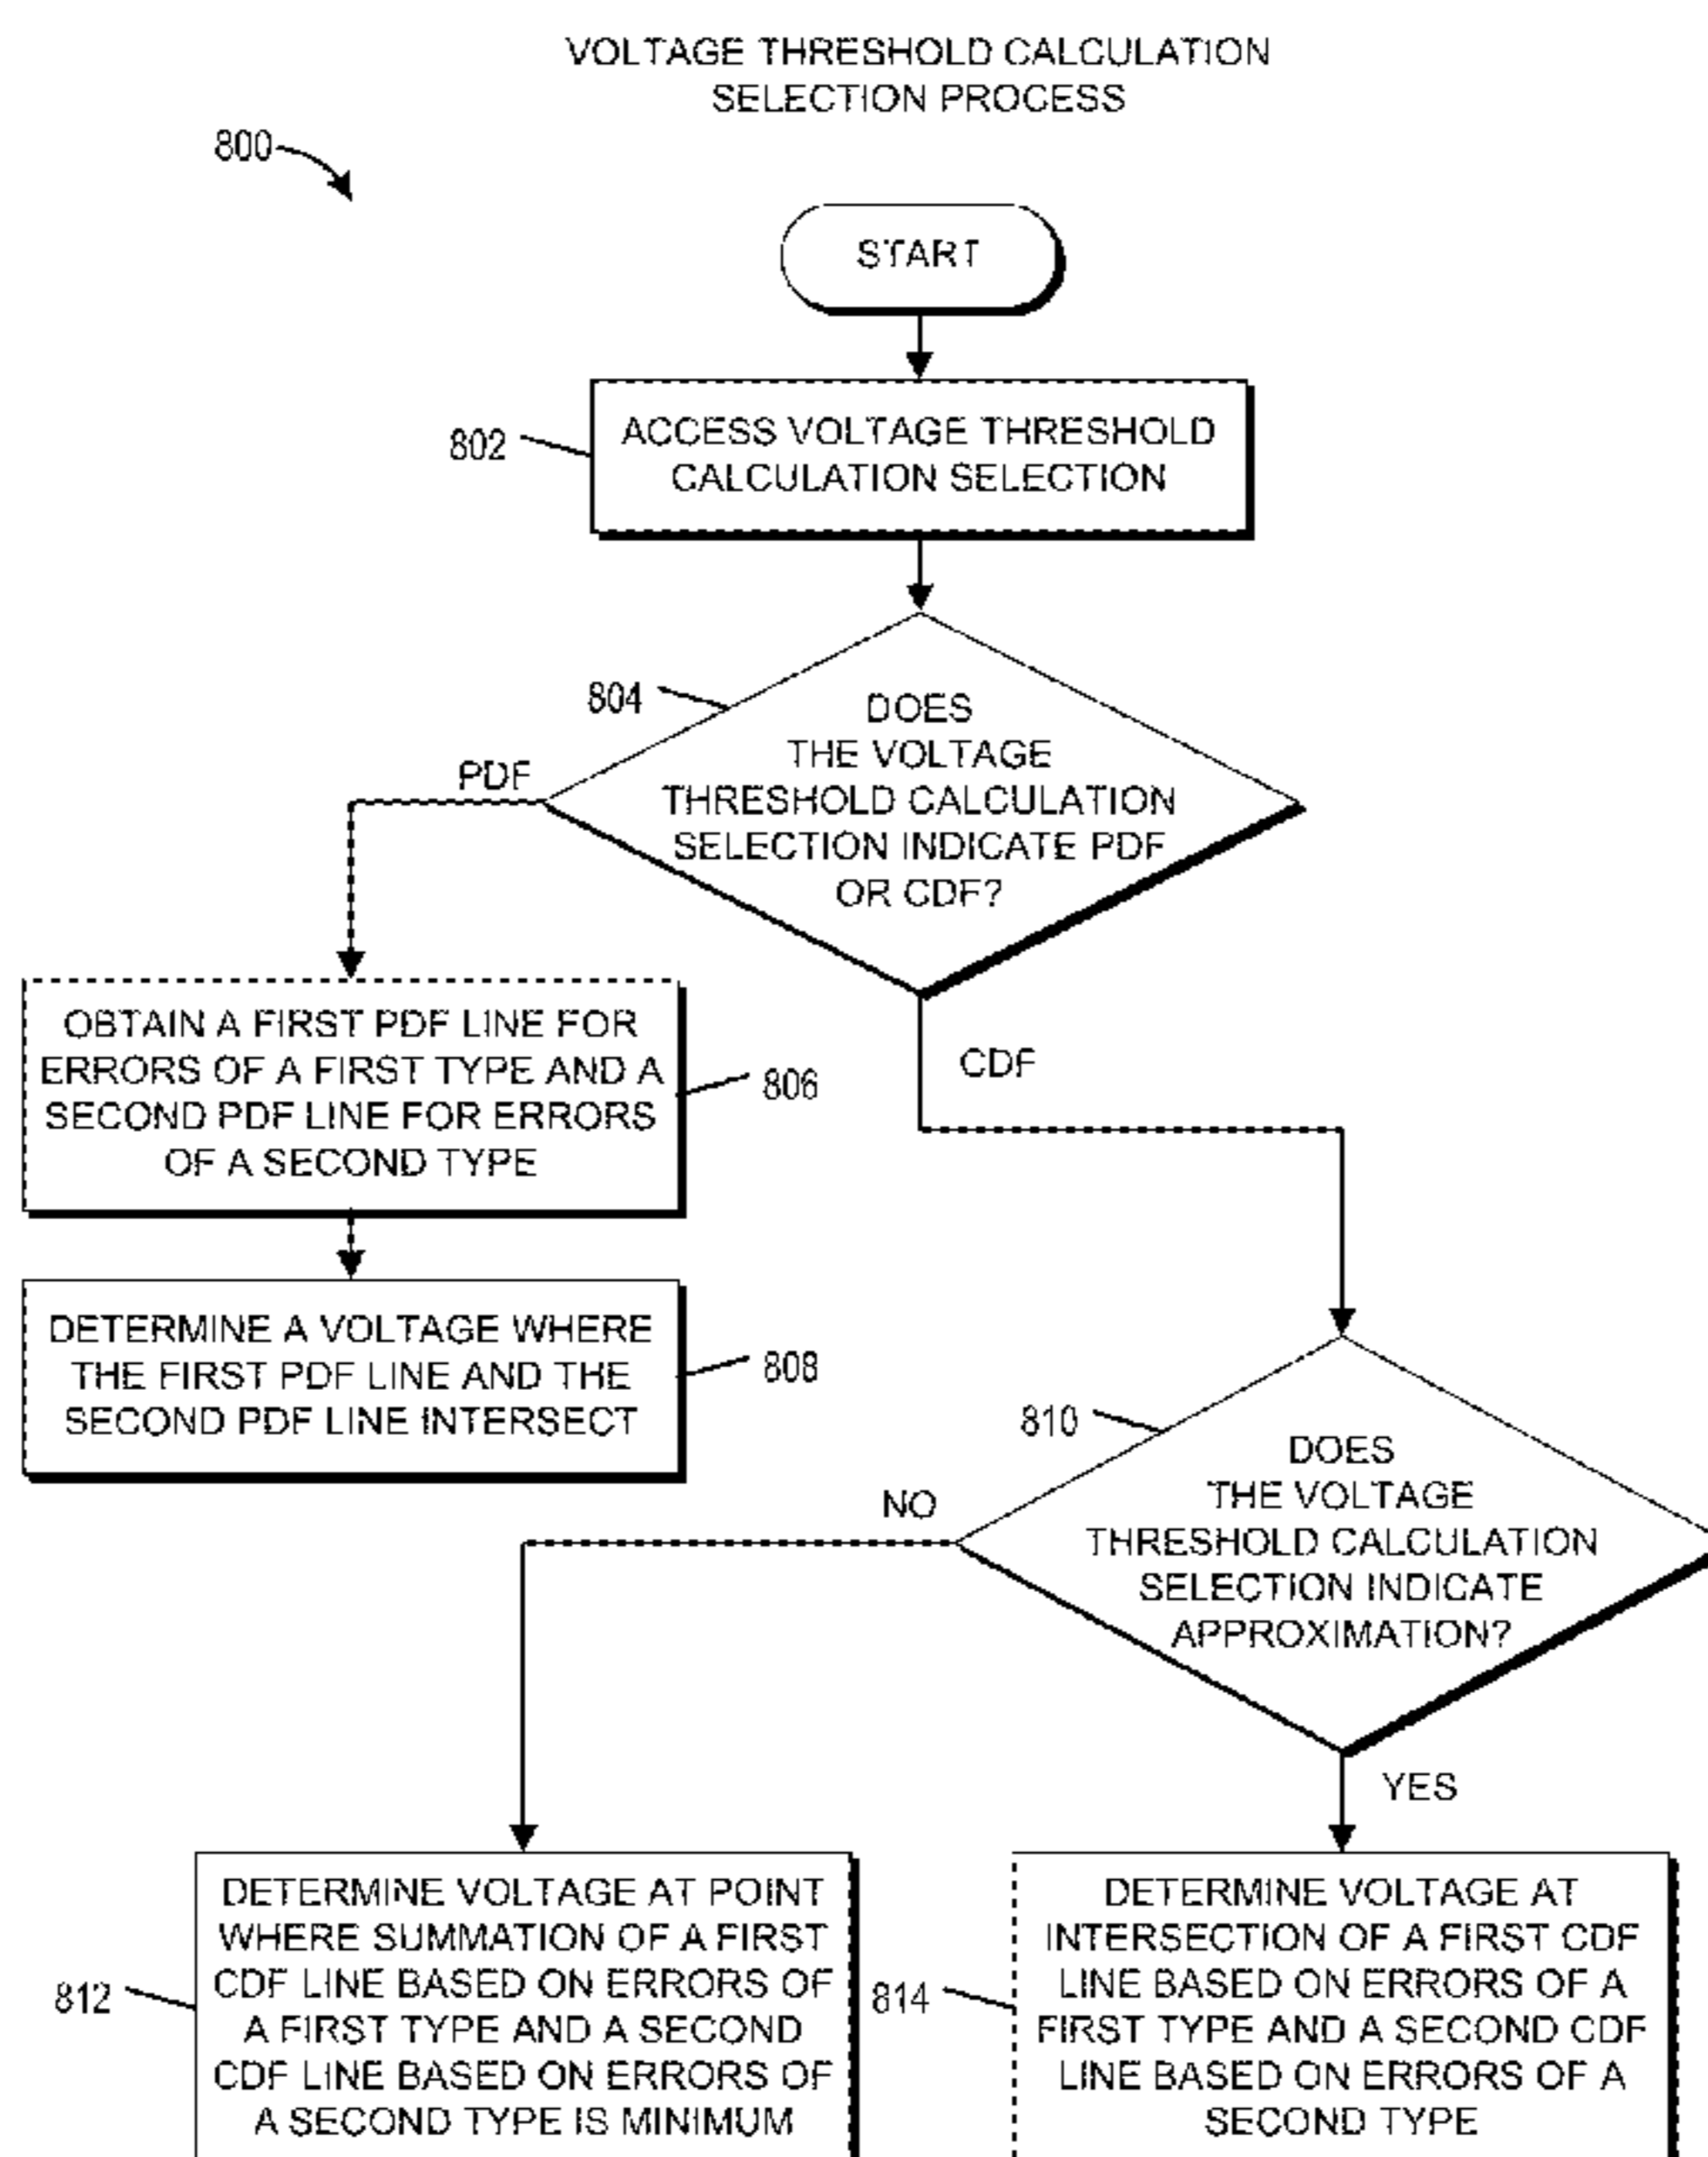 VOLTAGE THRESHOLD CALCULATION
SELECTION PROCESS
800
START
802
ACCESS VOLTAGE THRESHOLD
CALCULATION SELECTION
804
DOES
THE VOLTAGE
THRESHOLD CALCULATION
SELECTION INDICATE PDF
OR CDF?
PDF
CDF
OBTAIN A FIRST PDF LINE FOR
ERRORS OF A FIRST TYPE AND A
SECOND PDF LINE FOR ERRORS
OF A SECOND TYPE
806
DETERMINE A VOLTAGE WHERE
THE FIRST PDF LINE AND THE
SECOND PDF LINE INTERSECT
808
810
DOES
THE VOLTAGE
THRESHOLD CALCULATION
SELECTION INDICATE
APPROXIMATION?
NO
YES
812
DETERMINE VOLTAGE AT POINT
WHERE SUMMATION OF A FIRST
CDF LINE BASED ON ERRORS OF
A FIRST TYPE AND A SECOND
CDF LINE BASED ON ERRORS OF
A SECOND TYPE IS MINIMUM
814
DETERMINE VOLTAGE AT
INTERSECTION OF A FIRST CDF
LINE BASED ON ERRORS OF A
FIRST TYPE AND A SECOND CDF
LINE BASED ON ERRORS OF A
SECOND TYPE